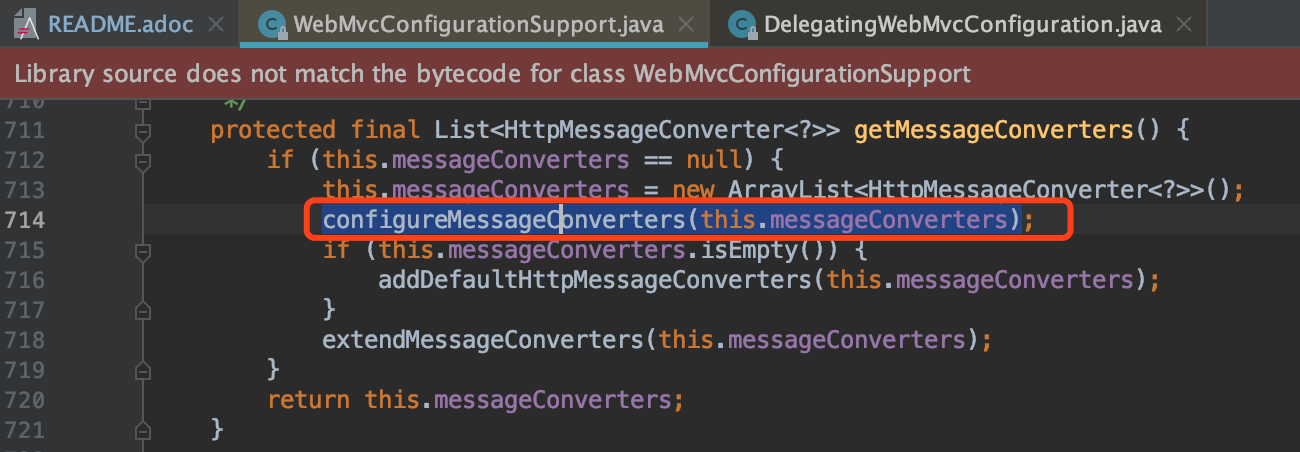 README.adoc WebMvcConfigurationSupport.java DelegatingWebMvcConfiguration.java
Library source does not match the bytecode for class WebMvcConfigurationSupport
710 */
711 protected final List<HttpMessageConverter<?>> getMessageConverters() {
712 if (this.messageConverters == null) {
713 this.messageConverters = new ArrayList<HttpMessageConverter<?>>();
714 configureMessageConverters(this.messageConverters);
715 if (this.messageConverters.isEmpty()) {
716 addDefaultHttpMessageConverters(this.messageConverters);
717 }
718 extendMessageConverters(this.messageConverters);
719 }
720 return this.messageConverters;
721 }